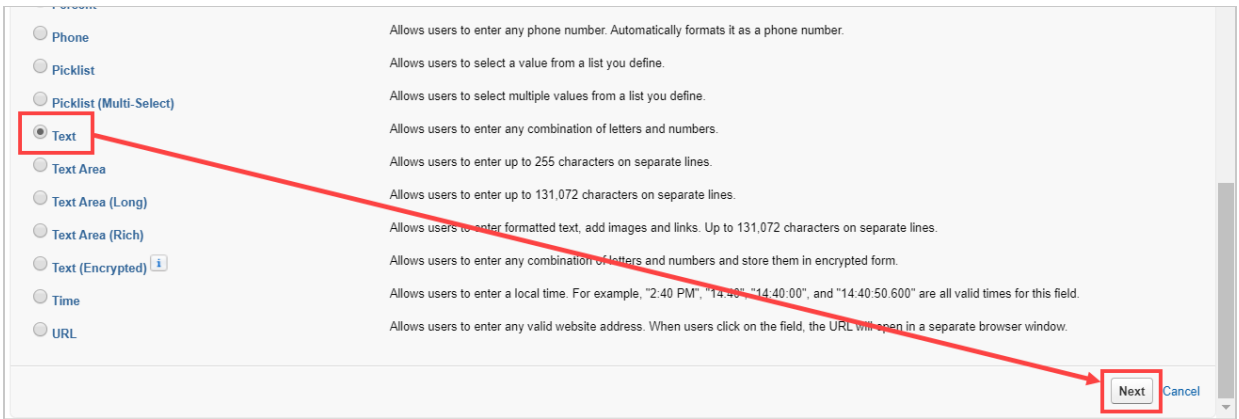 Percent
Phone Allows users to enter any phone number. Automatically formats it as a phone number.
Picklist Allows users to select a value from a list you define.
Picklist (Multi-Select) Allows users to select multiple values from a list you define.
Text Allows users to enter any combination of letters and numbers.
Text Area Allows users to enter up to 255 characters on separate lines.
Text Area (Long) Allows users to enter up to 131,072 characters on separate lines.
Text Area (Rich) Allows users to enter formatted text, add images and links. Up to 131,072 characters on separate lines.
Text (Encrypted) i Allows users to enter any combination of letters and numbers and store them in encrypted form.
Time Allows users to enter a local time. For example, "2:40 PM", "14:40", "14:40:00", and "14:40:50.600" are all valid times for this field.
URL Allows users to enter any valid website address. When users click on the field, the URL will open in a separate browser window.
Next Cancel